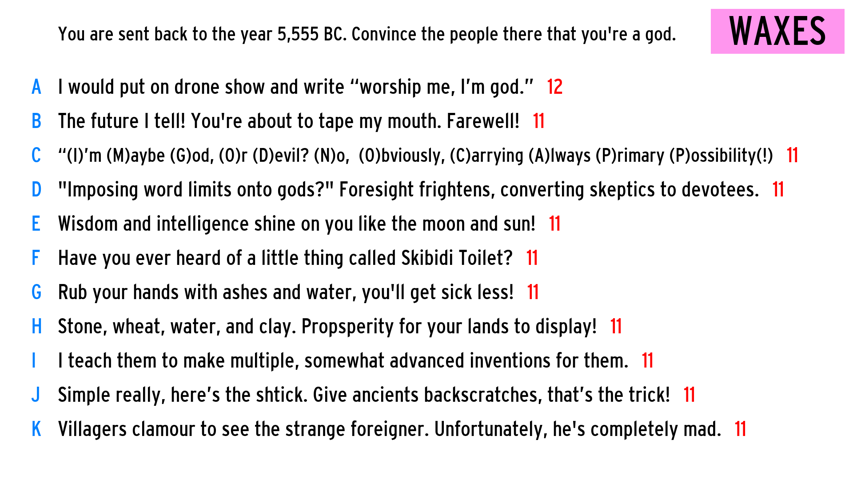 You are sent back to the year 5,555 BC. Convince the people there that you're a god.
WAXES
A I would put on drone show and write “worship me, I’m god.” 12
B The future I tell! You're about to tape my mouth. Farewell! 11
C “(I)’m (M)aybe (G)od, (O)r (D)evil? (N)o, (O)bviously, (C)arrying (A)lways (P)rimary (P)ossibility(!) 11
D "Imposing word limits onto gods?" Foresight frightens, converting skeptics to devotees. 11
E Wisdom and intelligence shine on you like the moon and sun! 11
F Have you ever heard of a little thing called Skibidi Toilet? 11
G Rub your hands with ashes and water, you'll get sick less! 11
H Stone, wheat, water, and clay. Propsperity for your lands to display! 11
I I teach them to make multiple, somewhat advanced inventions for them. 11
J Simple really, here’s the shtick. Give ancients backscratches, that’s the trick! 11
K Villagers clamour to see the strange foreigner. Unfortunately, he's completely mad. 11